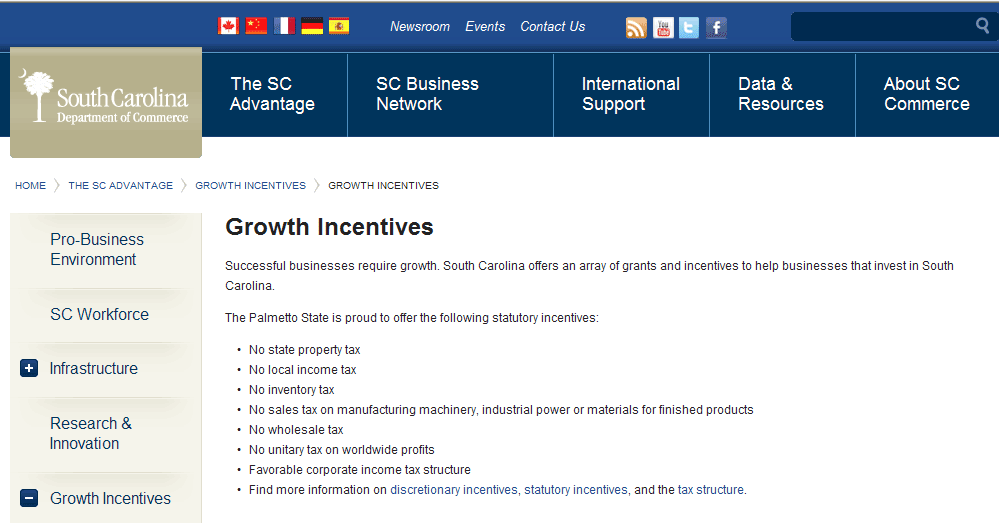 Newsroom Events Contact Us
You Tube
South Carolina
Department of Commerce
The SC
Advantage
SC Business
Network
International
Support
Data &
Resources
About SC
Commerce
HOME THE SC ADVANTAGE GROWTH INCENTIVES GROWTH INCENTIVES
Pro-Business
Environment
SC Workforce
Infrastructure
Research &
Innovation
Growth Incentives
Growth Incentives
Successful businesses require growth. South Carolina offers an array of grants and incentives to help businesses that invest in South
Carolina.
The Palmetto State is proud to offer the following statutory incentives:
• No state property tax
• No local income tax
• No inventory tax
• No sales tax on manufacturing machinery, industrial power or materials for finished products
• No wholesale tax
• No unitary tax on worldwide profits
• Favorable corporate income tax structure
• Find more information on discretionary incentives, statutory incentives, and the tax structure.